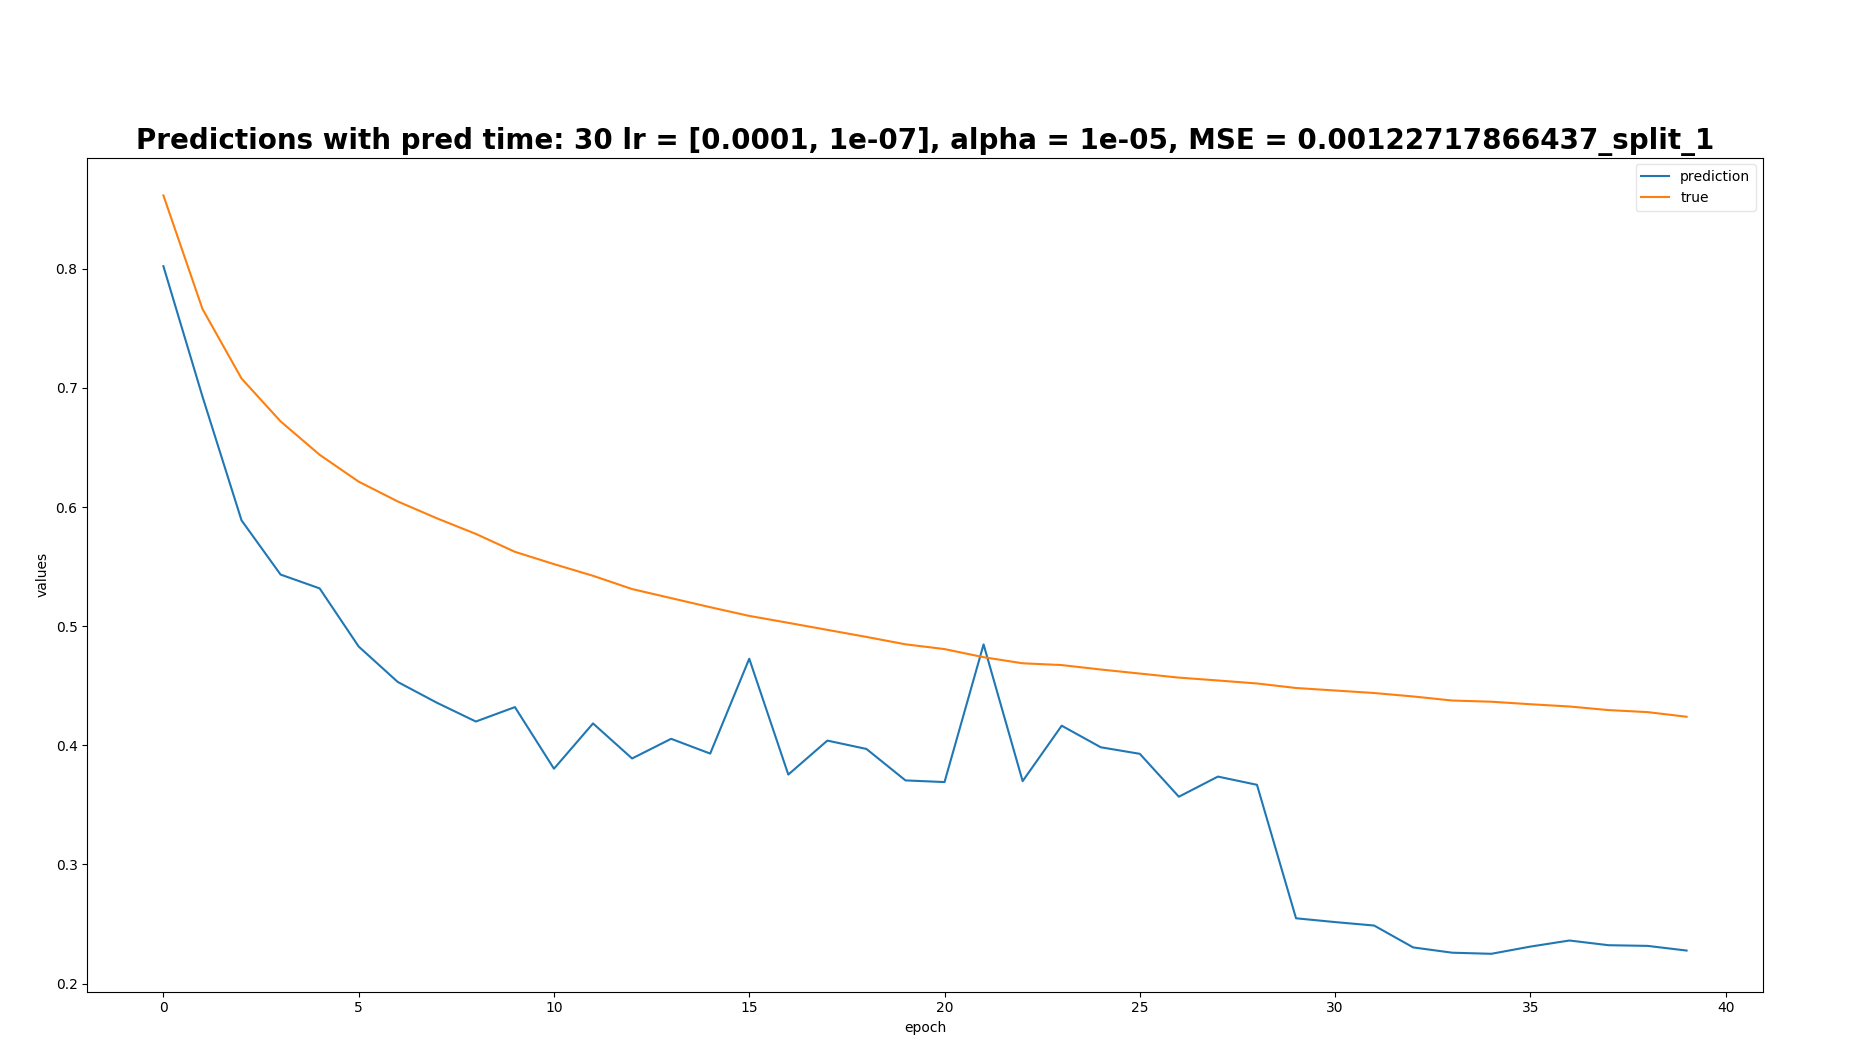 Predictions with pred time: 30 lr = [0.0001, 1e-07], alpha = 1e-05, MSE = 0.00122717866437_split_1
prediction
true
0.8
0.7
0.6
0.5
0.4
0.3
0.2
values
0 5 10 15 20 25 30 35 40
epoch